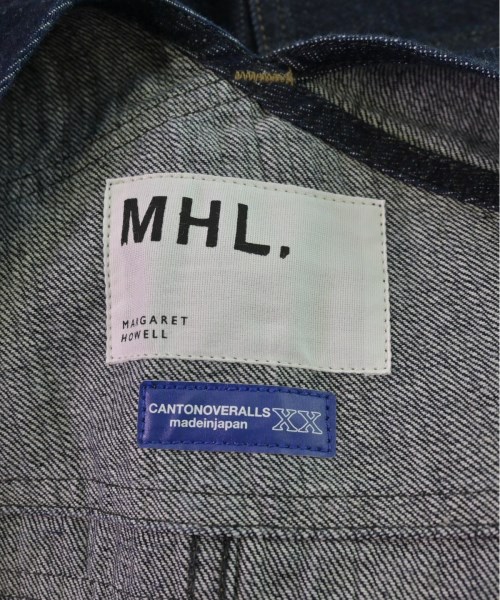 MHL.
MARGARET
HOWELL
CANTONOVERALLS XX
madeinjapan